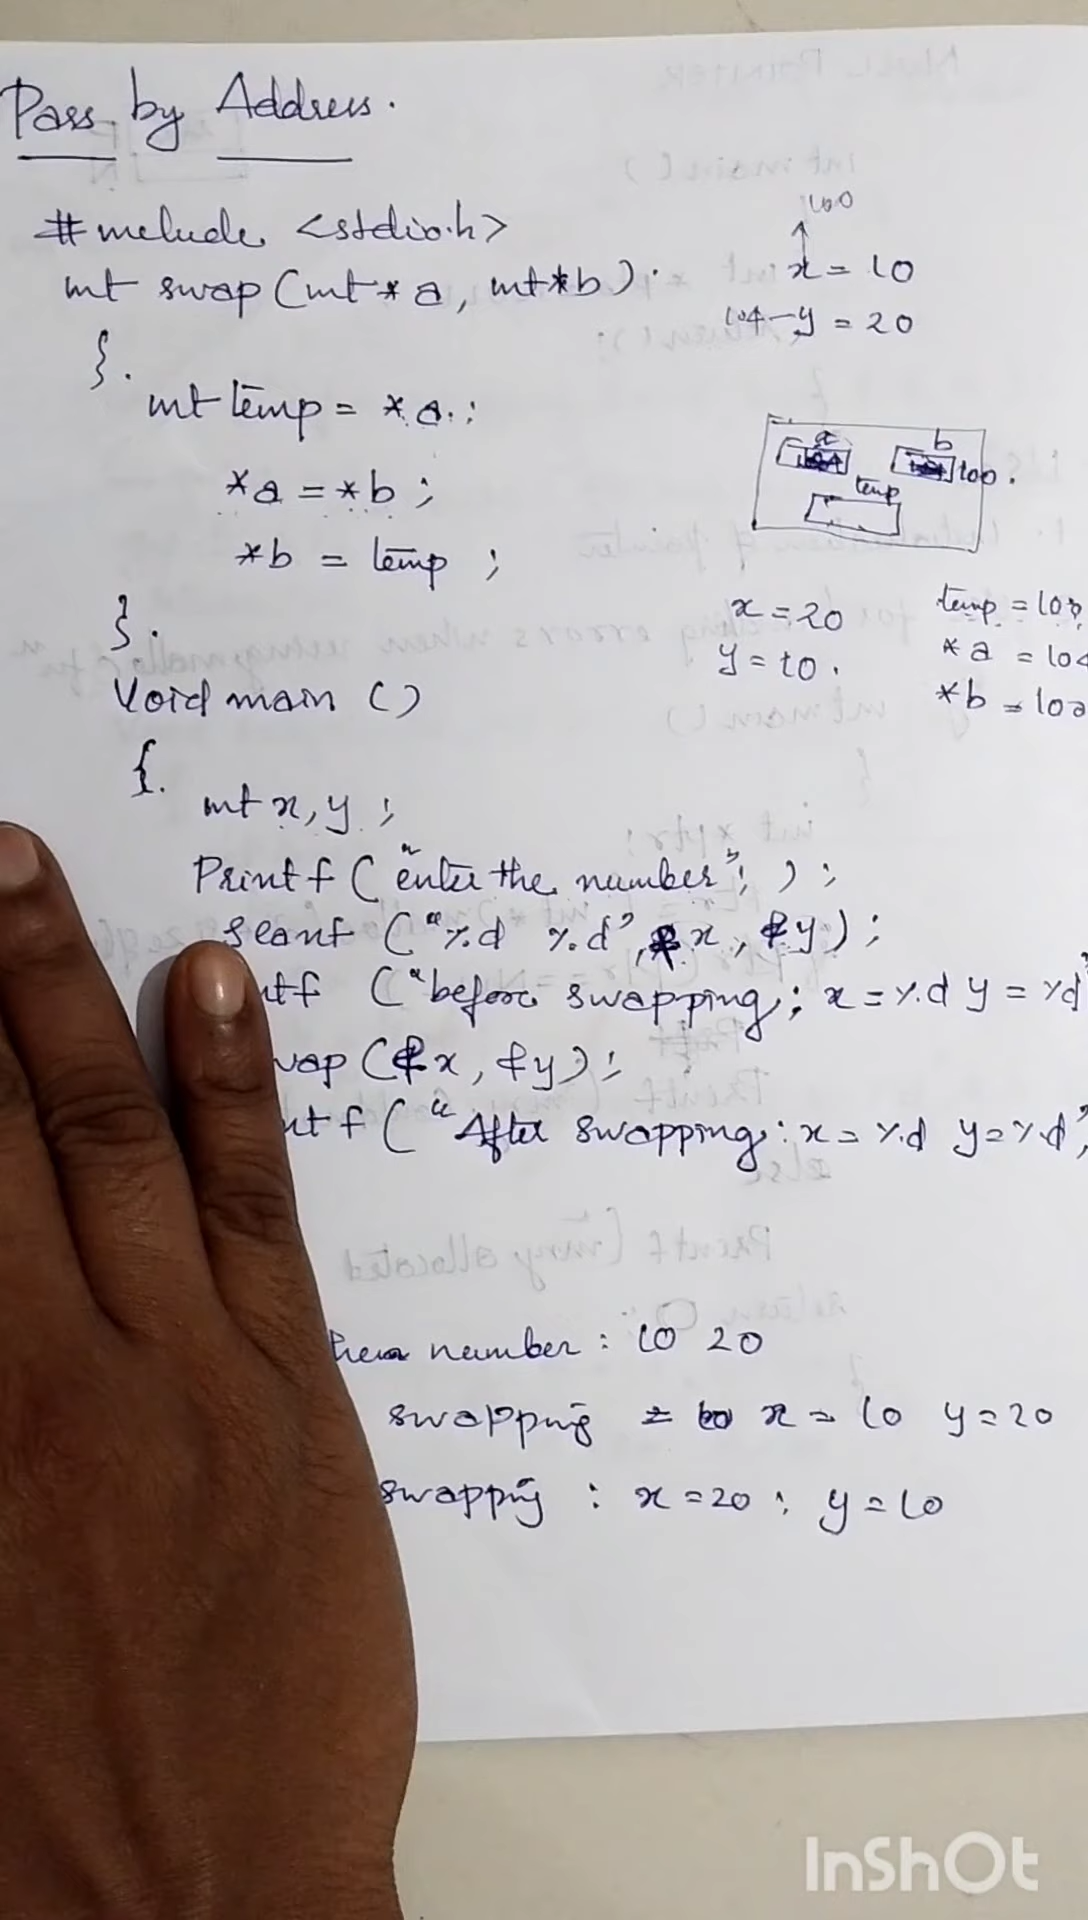 Pass by Address.
#include <stdio.h>
int swap (int * a, int *b).
}.
int temp = *a.;
*a = *b ;
*b = temp ;
}.
Void main ()
{.
int x, y ;
Printf ( "enter the number"; ) ;
Scanf ("%d %d", &x, &y) ;
ntf ("before swapping; x = %d y = %d"
wap (&x, &y) ;
ntf ("After swapping: x = %d y = %d",
number : 10 20
swapping = x = 10 y = 20
swapping : x = 20 ; y = 10
100
x = 10
104 - y = 20
a b
100.
temp
x = 20
y = 10.
temp = 100
*a = 104
*b = 100
InShOt